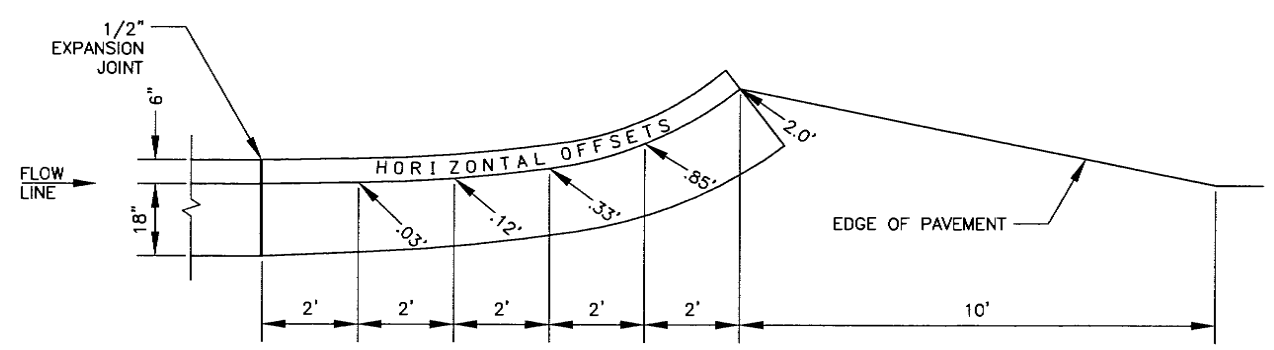 1/2"
EXPANSION
JOINT
6"
FLOW
LINE
18"
HORIZONTAL OFFSETS
.03'
.12'
.33'
.85'
2.0'
EDGE OF PAVEMENT
2'
2'
2'
2'
2'
10'